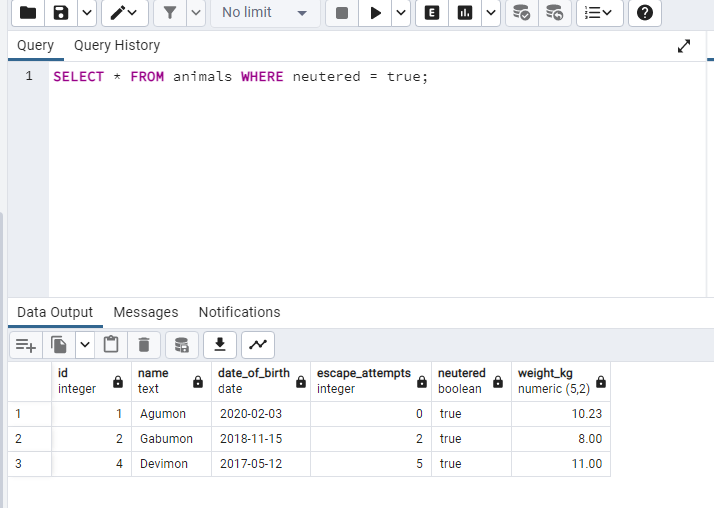 No limit
E
Query Query History
1 SELECT * FROM animals WHERE neutered = true;
Data Output Messages Notifications
id name date_of_birth escape_attempts neutered weight_kg
integer text date integer boolean numeric (5,2)
1 1 Agumon 2020-02-03 0 true 10.23
2 2 Gabumon 2018-11-15 2 true 8.00
3 4 Devimon 2017-05-12 5 true 11.00